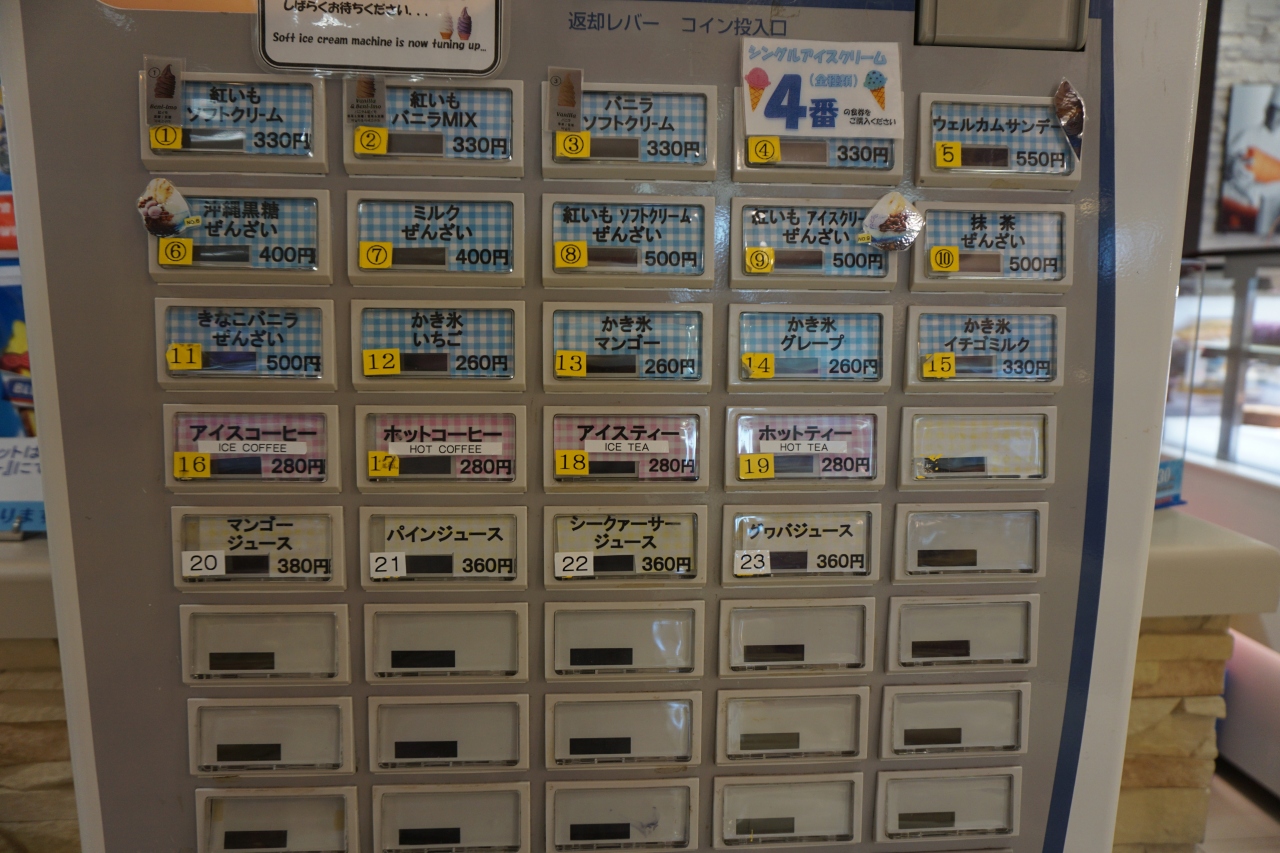 しばらくお待ちください...
Soft ice cream machine is now tuning up...
返却レバー コイン投入口
シングルアイスクリーム
(全種類)
4番
の食券を
ご購入ください
紅いも
ソフトクリーム
① 330円
紅いも
バニラMIX
② 330円
バニラ
ソフトクリーム
③ 330円
④ 330円
ウェルカムサンデー
5 550円
沖縄黒糖
ぜんざい
⑥ 400円
ミルク
ぜんざい
⑦ 400円
紅いも ソフトクリーム
ぜんざい
⑧ 500円
紅いも アイスクリー
ぜんざい
⑨ 500円
抹茶
ぜんざい
⑩ 500円
きなこバニラ
ぜんざい
11 500円
かき氷
いちご
12 260円
かき氷
マンゴー
13 260円
かき氷
グレープ
14 260円
かき氷
イチゴミルク
15 330円
アイスコーヒー
ICE COFFEE
16 280円
ホットコーヒー
HOT COFFEE
17 280円
アイスティー
ICE TEA
18 280円
ホットティー
HOT TEA
19 280円
マンゴー
ジュース
20 380円
パインジュース
21 360円
シークァーサー
ジュース
22 360円
グァバジュース
23 360円